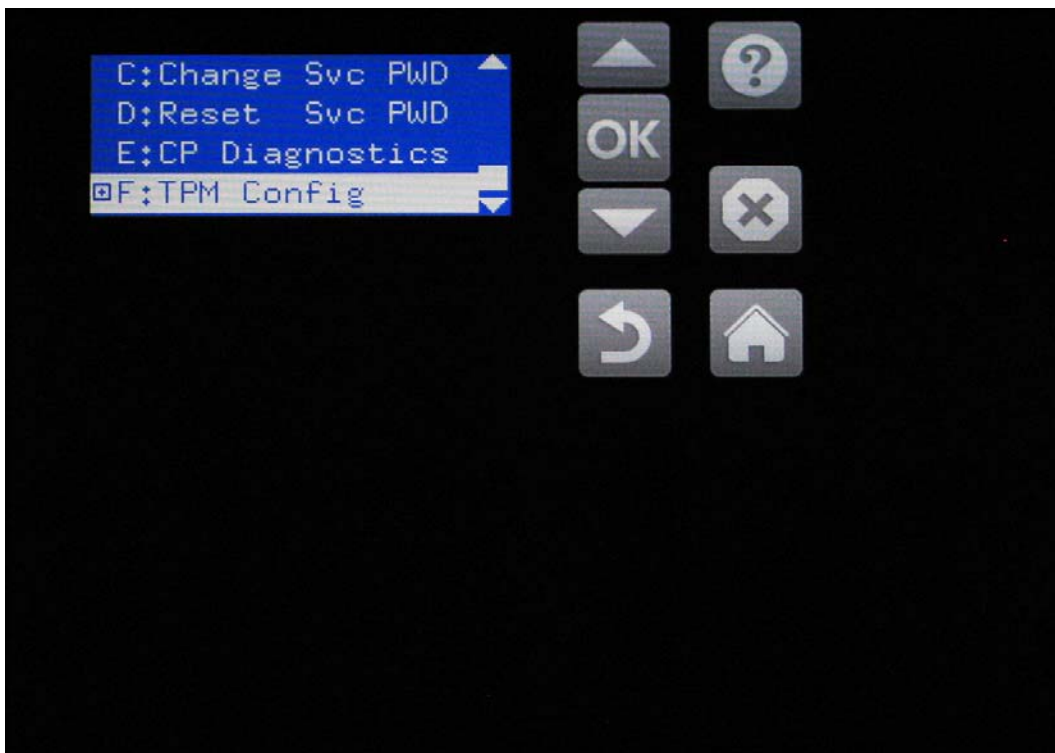 C:Change Svc PWD
D:Reset Svc PWD
E:CP Diagnostics
F:TPM Config
OK
?